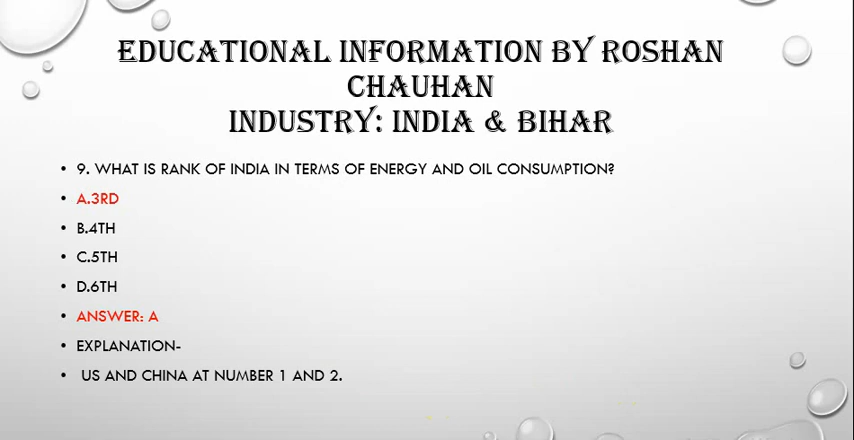 EDUCATIONAL INFORMATION BY ROSHAN
CHAUHAN
INDUSTRY: INDIA & BIHAR
• 9. WHAT IS RANK OF INDIA IN TERMS OF ENERGY AND OIL CONSUMPTION?
• A.3RD
• B.4TH
• C.5TH
• D.6TH
• ANSWER: A
• EXPLANATION-
• US AND CHINA AT NUMBER 1 AND 2.